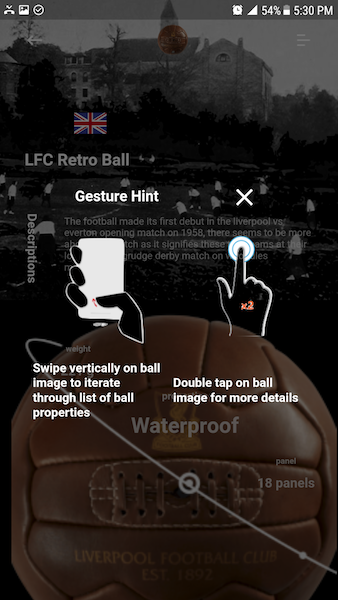 54% 5:30 PM
LFC Retro Ball
Gesture Hint
Descriptions
The football made its first debut in the liverpool vs.
everton opening match on 1958, there seems to be more
match as it signifies these
at their
grudge derby match on
x2
weight
Swipe vertically on ball
image to iterate
through list of ball
properties
Double tap on ball
image for more details
Waterproof
panel
18 panels
LIVERPOOL FOOTBALL CLUB
EST 1892